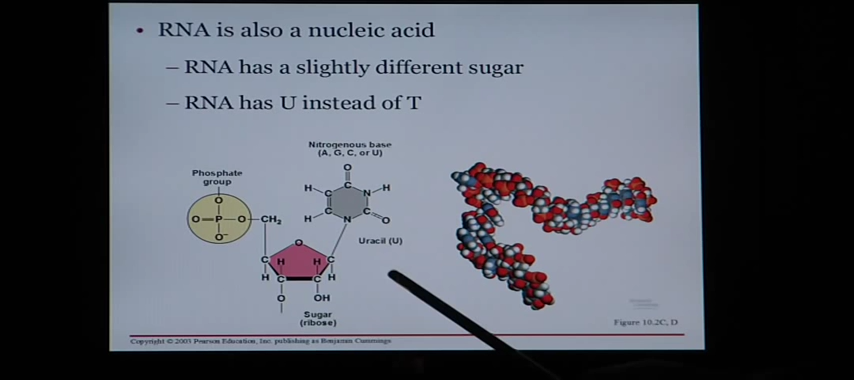 • RNA is also a nucleic acid
– RNA has a slightly different sugar
– RNA has U instead of T
Nitrogenous base
(A, G, C, or U)
Phosphate
group
O
O
C
H
N
H
C
O
P
O
CH₂
H
C
C
O
O⁻
N
Uracil (U)
O
C
H
H
C
H
C
C
H
O
OH
Sugar
(ribose)
Figure 10.2C, D
Copyright © 2003 Pearson Education, Inc. publishing as Benjamin Cummings